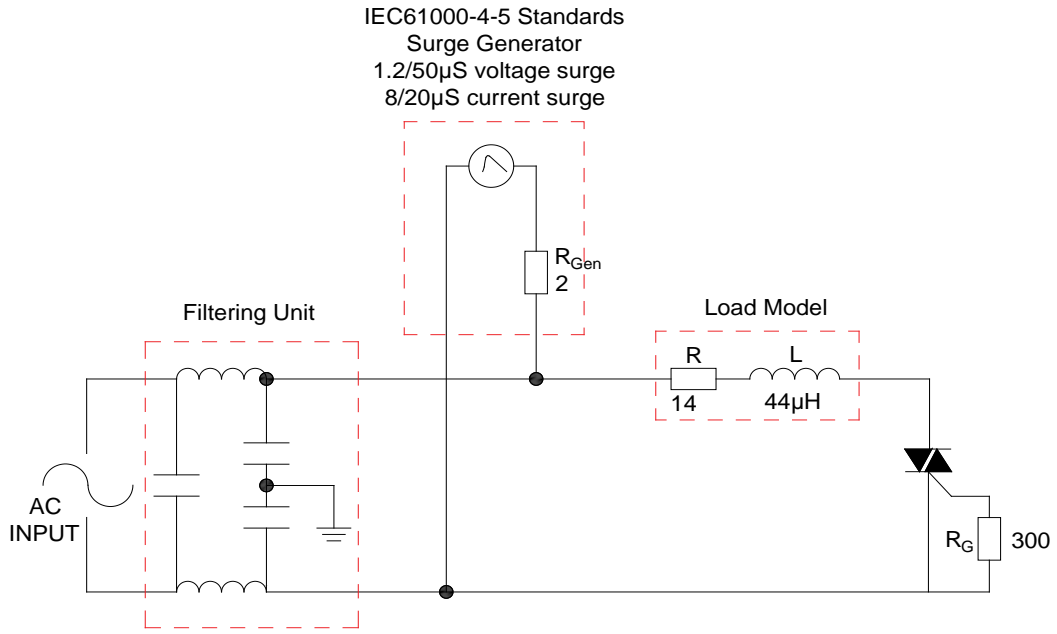 IEC61000-4-5 Standards
Surge Generator
1.2/50µS voltage surge
8/20µS current surge
RGen
2
Filtering Unit
Load Model
R
L
14
44µH
AC
INPUT
RG
300